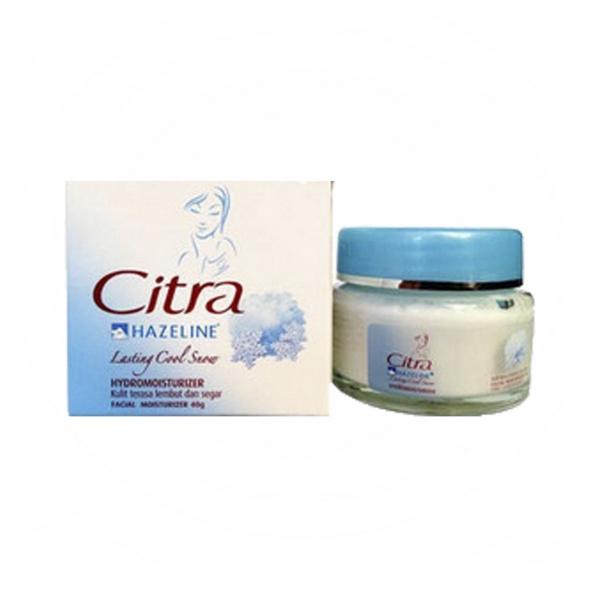 Citra
HAZELINE®
Lasting Cool Snow
HYDROMOISTURIZER
Kulit terasa lembut dan segar
FACIAL MOISTURIZER 40g
Citra
HAZELINE®
Lasting Cool Snow
HYDROMOISTURIZER